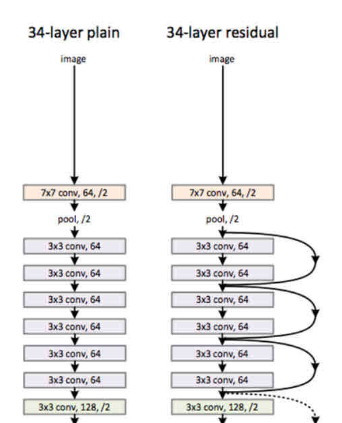 34-layer plain
image
7x7 conv, 64, /2
pool, /2
3x3 conv, 64
3x3 conv, 64
3x3 conv, 64
3x3 conv, 64
3x3 conv, 64
3x3 conv, 64
3x3 conv, 128, /2
34-layer residual
image
7x7 conv, 64, /2
pool, /2
3x3 conv, 64
3x3 conv, 64
3x3 conv, 64
3x3 conv, 64
3x3 conv, 64
3x3 conv, 64
3x3 conv, 128, /2